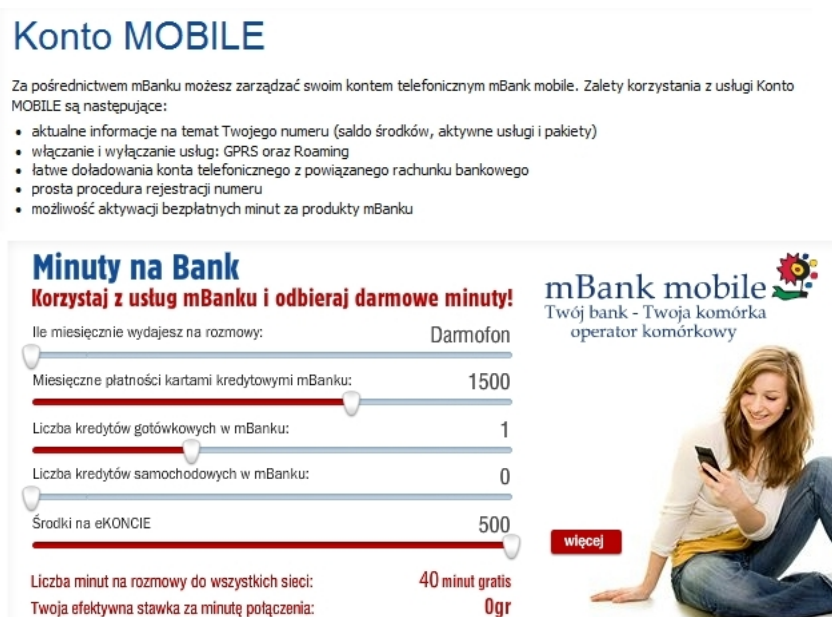 Konto MOBILE
Za pośrednictwem mBanku możesz zarządzać swoim kontem telefonicznym mBank mobile. Zalety korzystania z usługi Konto
MOBILE są następujące:
• aktualne informacje na temat Twojego numeru (saldo środków, aktywne usługi i pakiety)
• włączanie i wyłączanie usług: GPRS oraz Roaming
• łatwe doładowania konta telefonicznego z powiązanego rachunku bankowego
• prosta procedura rejestracji numeru
• możliwość aktywacji bezpłatnych minut za produkty mBanku
Minuty na Bank
Korzystaj z usług mBanku i odbieraj darmowe minuty!
Ile miesięcznie wydajesz na rozmowy: Darmofon
Miesięczne płatności kartami kredytowymi mBanku: 1500
Liczba kredytów gotówkowych w mBanku: 1
Liczba kredytów samochodowych w mBanku: 0
Środki na eKONCIE 500
Liczba minut na rozmowy do wszystkich sieci: 40 minut gratis
Twoja efektywna stawka za minutę połączenia: 0gr
mBank mobile
Twój bank - Twoja komórka
operator komórkowy
więcej